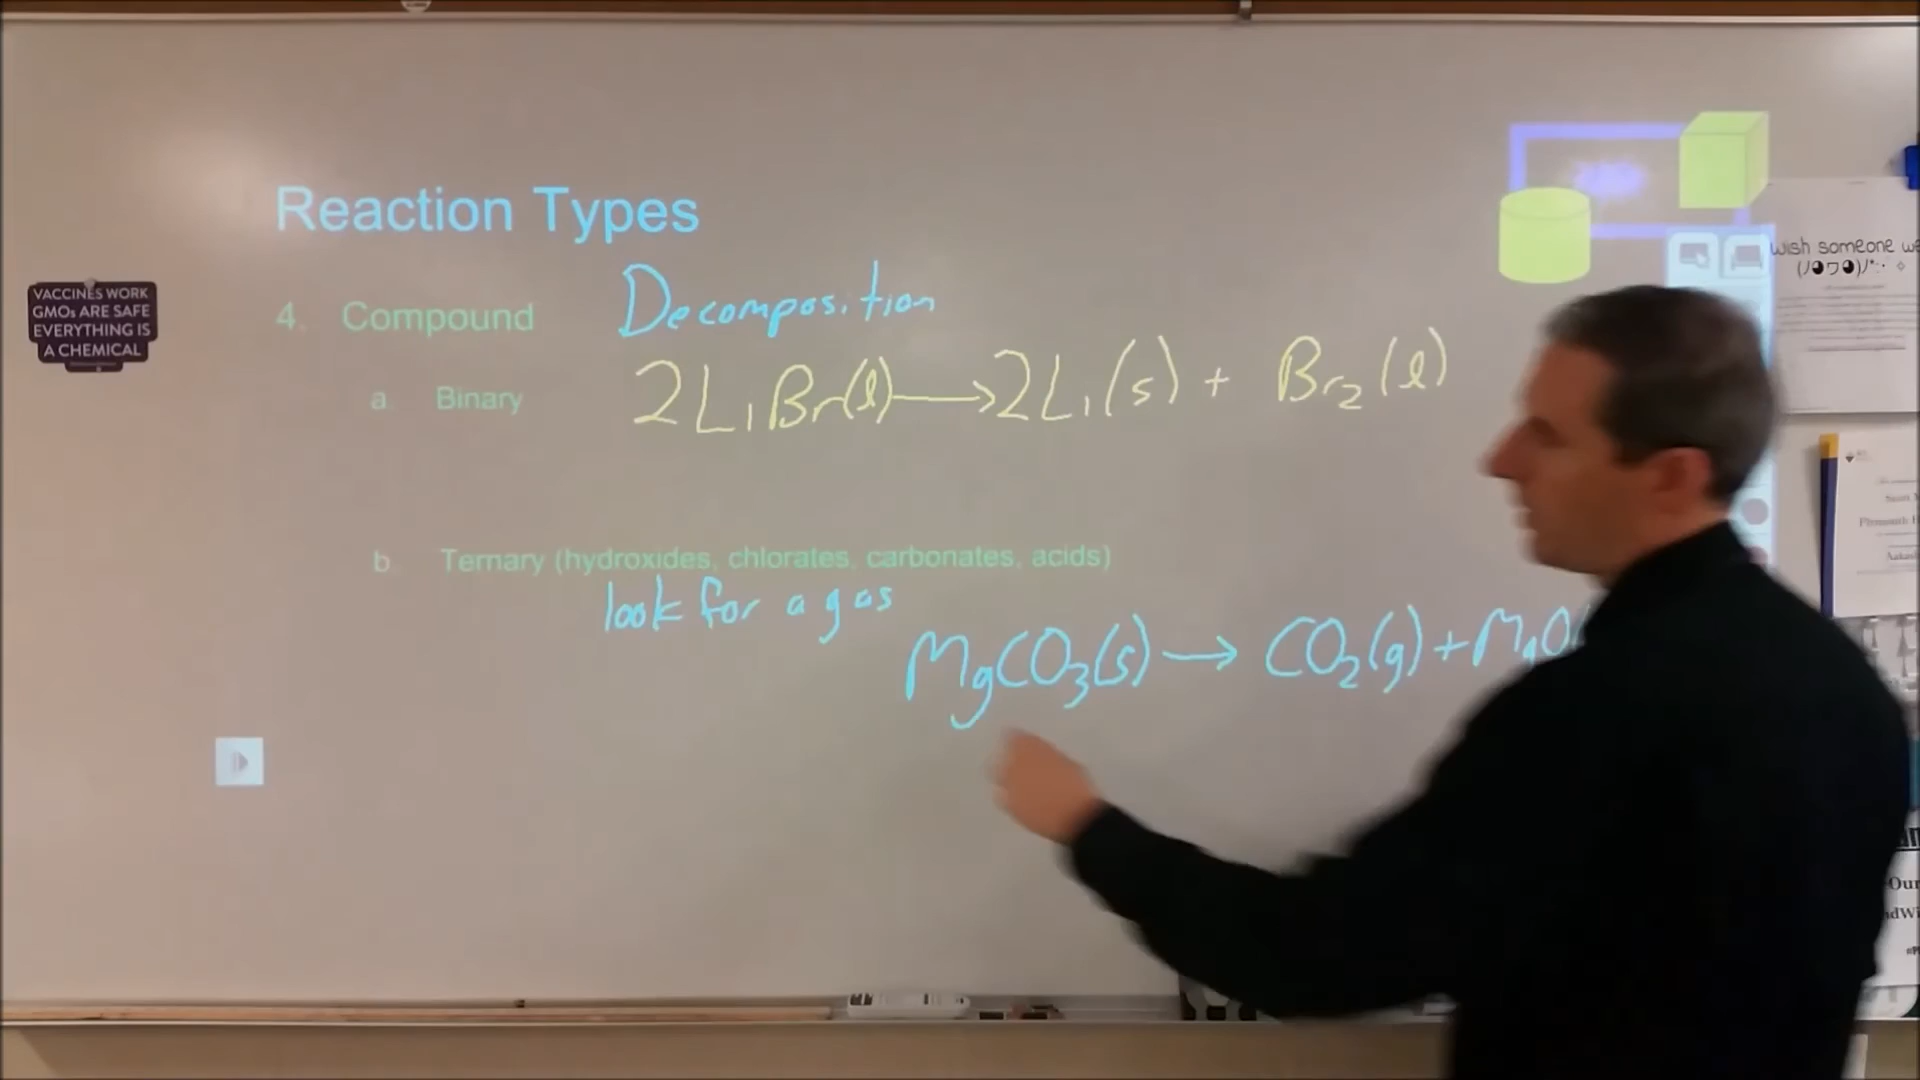 Reaction Types
4. Compound Decomposition
a. Binary 2LiBr(l) → 2Li(s) + Br₂(l)
b. Ternary (hydroxides, chlorates, carbonates, acids)
look for a gas
MgCO₃(s) → CO₂(g) + MgO
VACCINES WORK
GMOs ARE SAFE
EVERYTHING IS
A CHEMICAL
wish someone